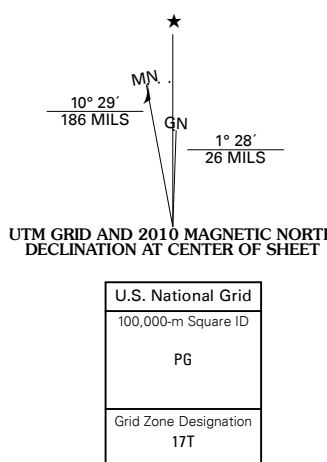 ★
MN
GN
10° 29´
186 MILS
1° 28´
26 MILS
UTM GRID AND 2010 MAGNETIC NORTH
DECLINATION AT CENTER OF SHEET
U.S. National Grid
100,000-m Square ID
PG
Grid Zone Designation
17T